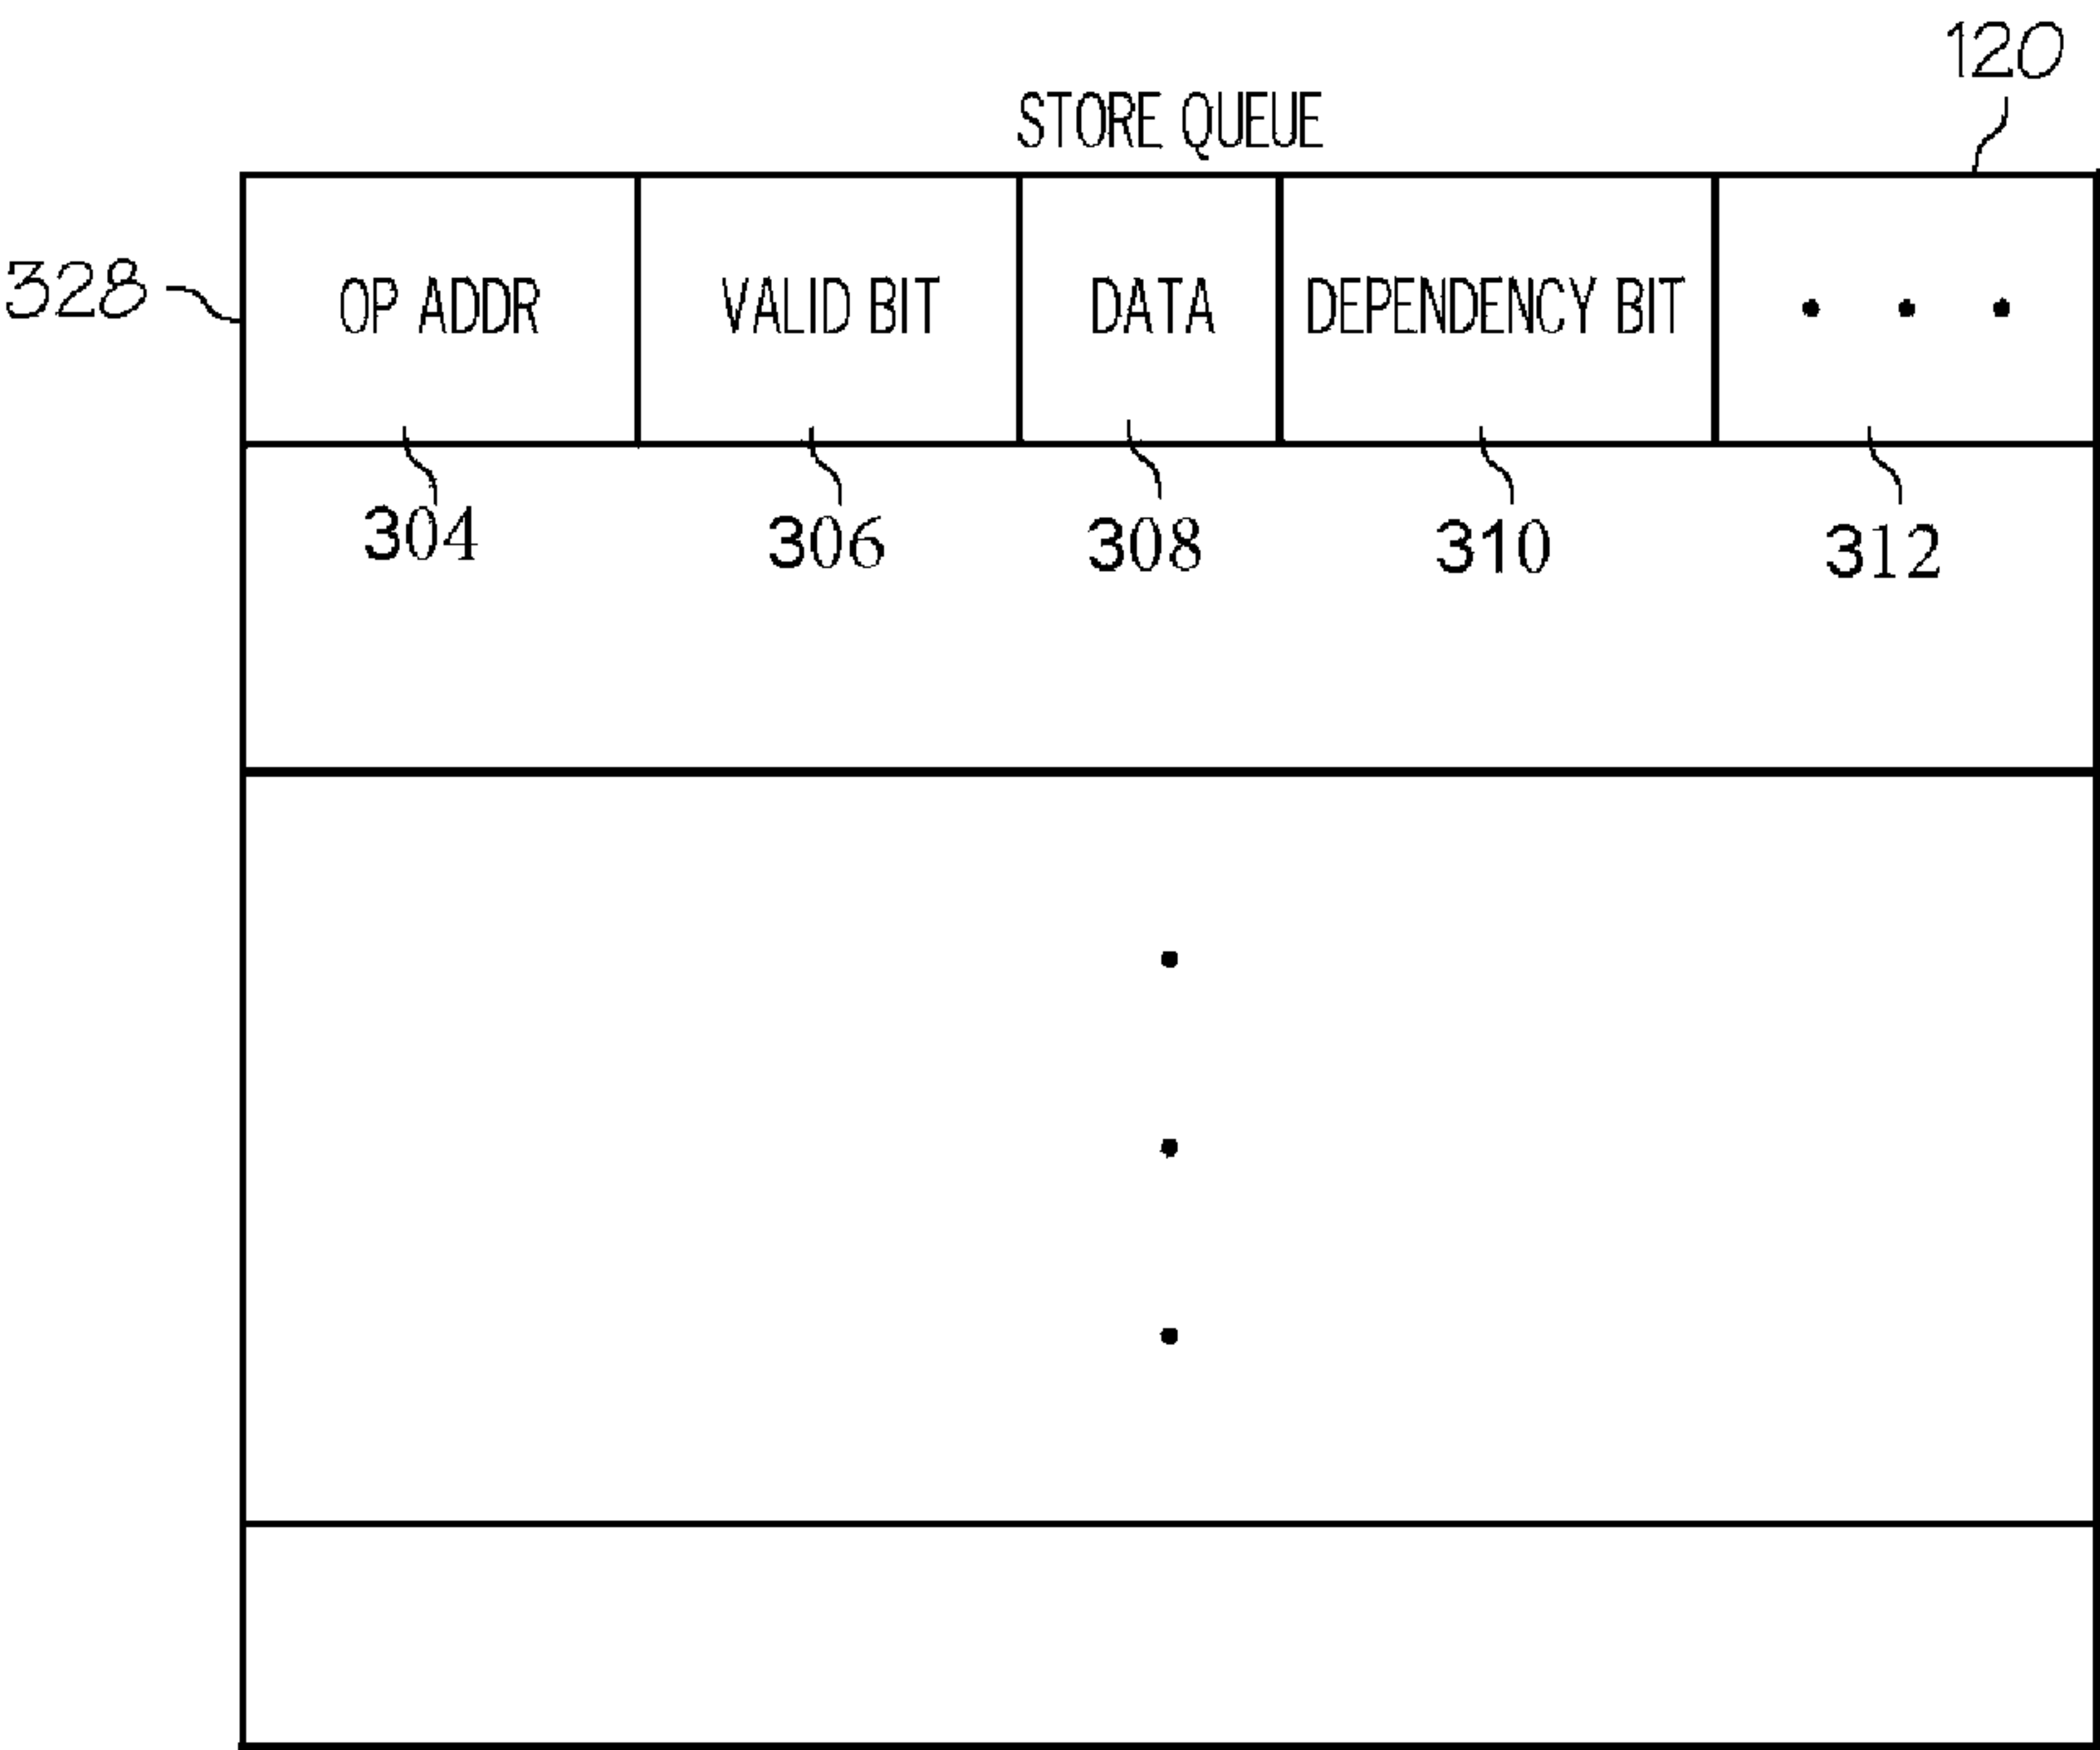 120
STORE QUEUE
328 OP ADDR VALID BIT DATA DEPENDENCY BIT • • •
304 306 308 310 312